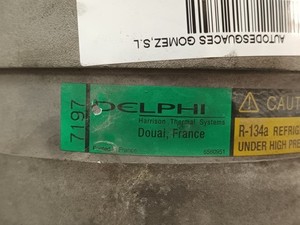 AUTODESGUACES GOMEZ,S.L
7197
DELPHI
Harrison Thermal Systems
Douai, France
CAUT
R-134a REFRIG
UNDER HIGH PRE